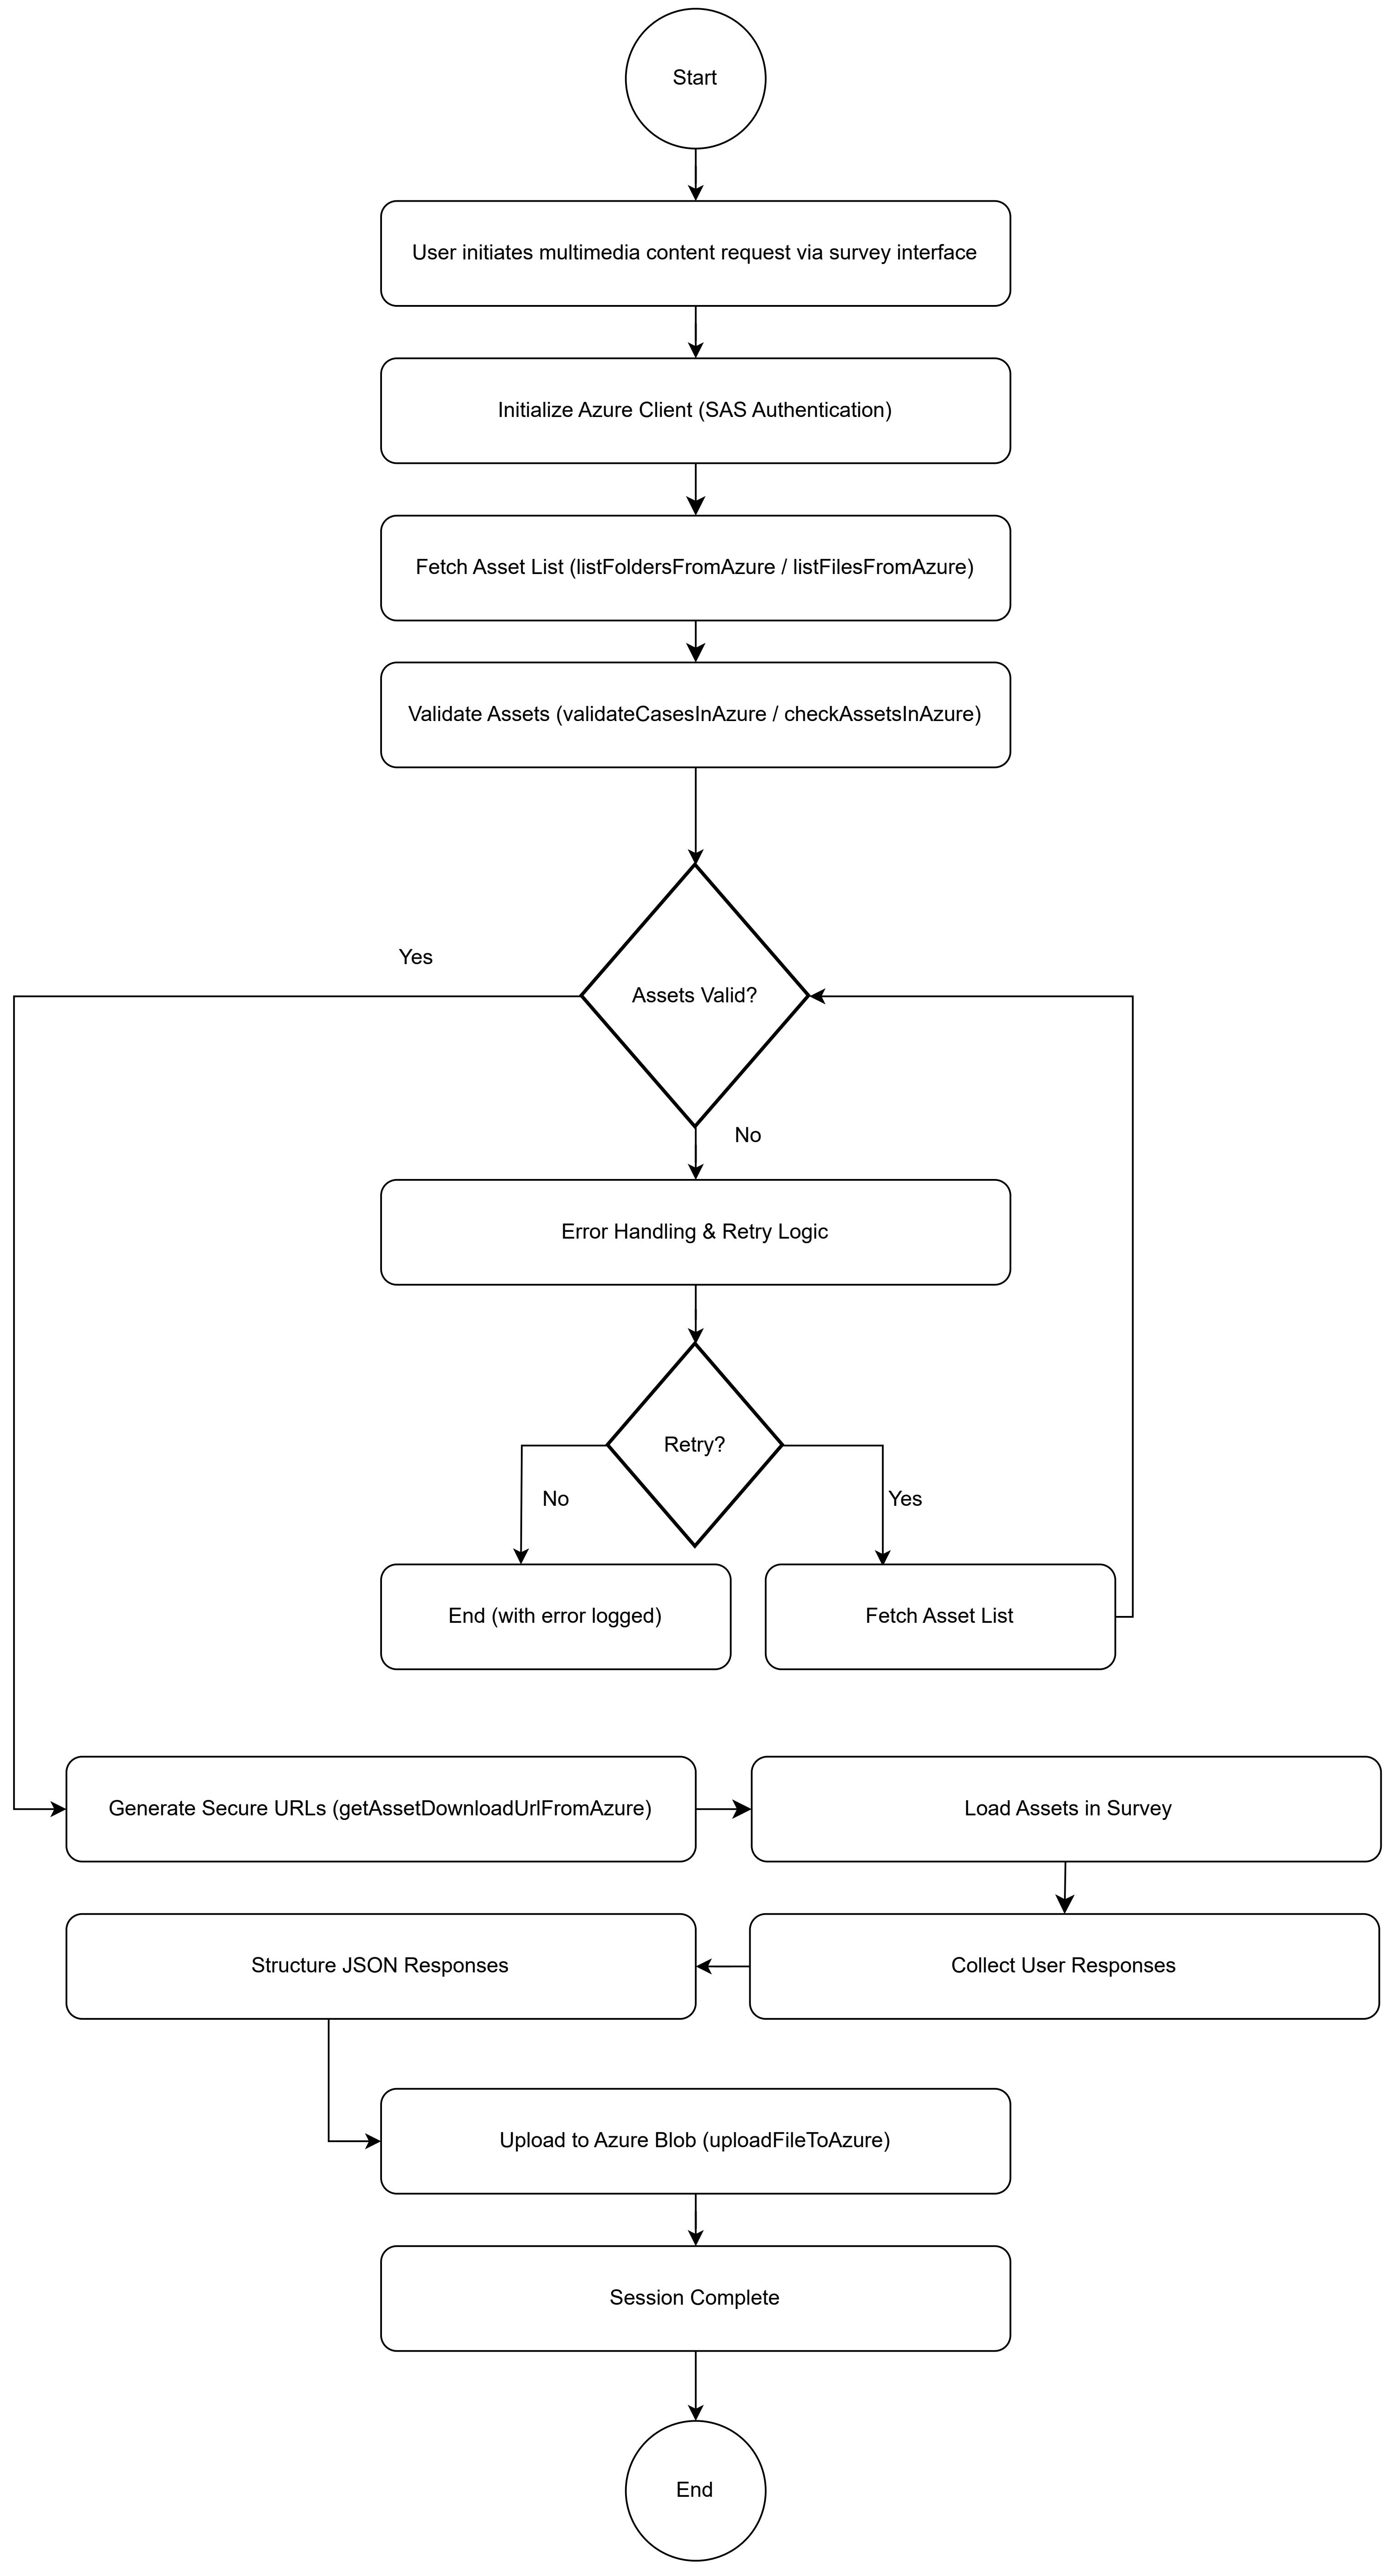 Start
User initiates multimedia content request via survey interface
Initialize Azure Client (SAS Authentication)
Fetch Asset List (listFoldersFromAzure / listFilesFromAzure)
Validate Assets (validateCasesInAzure / checkAssetsInAzure)
Yes
Assets Valid?
No
Error Handling & Retry Logic
Retry?
No
Yes
End (with error logged)
Fetch Asset List
Generate Secure URLs (getAssetDownloadUrlFromAzure)
Load Assets in Survey
Structure JSON Responses
Collect User Responses
Upload to Azure Blob (uploadFileToAzure)
Session Complete
End